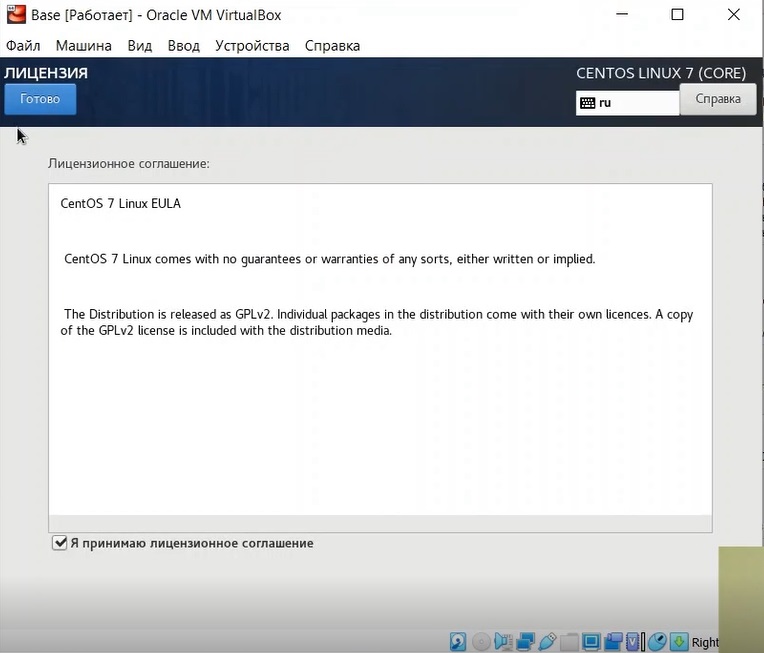 Base [Работает] - Oracle VM VirtualBox
Файл Машина Вид Ввод Устройства Справка
ЛИЦЕНЗИЯ
CENTOS LINUX 7 (CORE)
Готово
ru
Справка
Лицензионное соглашение:
CentOS 7 Linux EULA
CentOS 7 Linux comes with no guarantees or warranties of any sorts, either written or implied.
The Distribution is released as GPLv2. Individual packages in the distribution come with their own licences. A copy
of the GPLv2 license is included with the distribution media.
Я принимаю лицензионное соглашение
Right